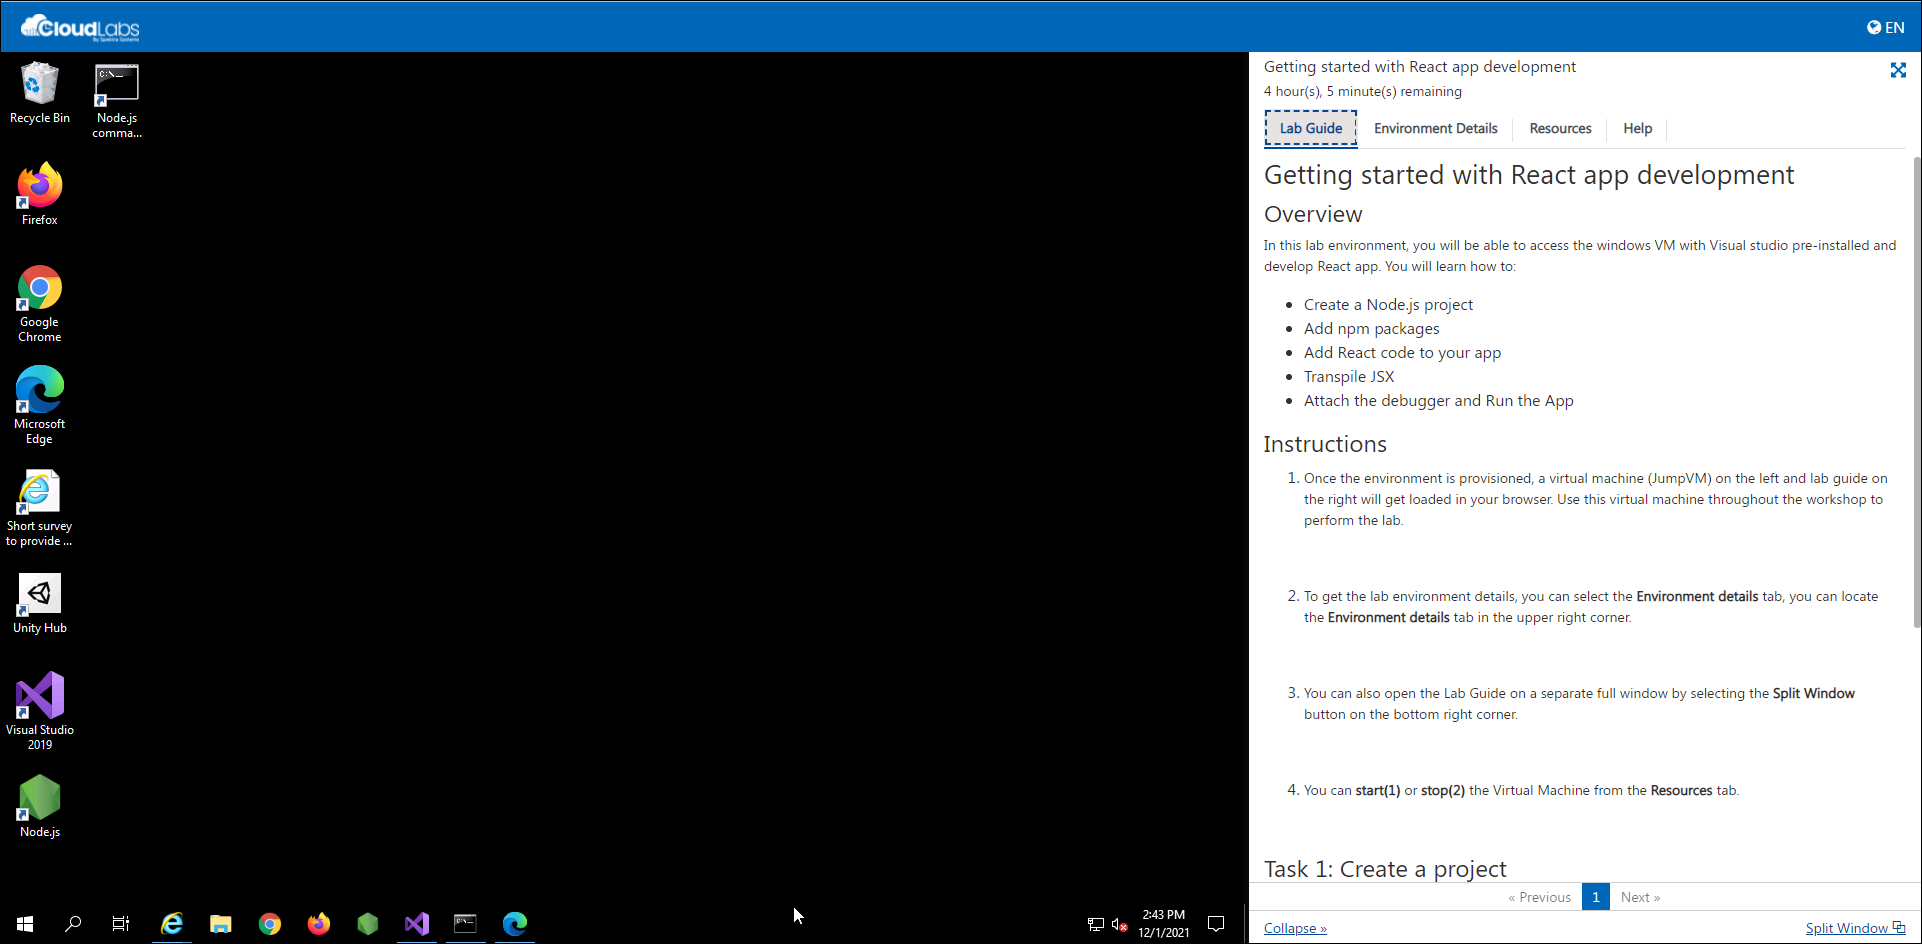 CloudLabs
By Spektra Systems
EN
Recycle Bin
C:\_
Node.js
comma...
Firefox
Google
Chrome
Microsoft
Edge
Short survey
to provide ...
Unity Hub
Visual Studio
2019
Node.js
2:43 PM
12/1/2021
Getting started with React app development
4 hour(s), 5 minute(s) remaining
Lab Guide
Environment Details
Resources
Help
Getting started with React app development
Overview
In this lab environment, you will be able to access the windows VM with Visual studio pre-installed and
develop React app. You will learn how to:
• Create a Node.js project
• Add npm packages
• Add React code to your app
• Transpile JSX
• Attach the debugger and Run the App
Instructions
1. Once the environment is provisioned, a virtual machine (JumpVM) on the left and lab guide on
the right will get loaded in your browser. Use this virtual machine throughout the workshop to
perform the lab.
2. To get the lab environment details, you can select the Environment details tab, you can locate
the Environment details tab in the upper right corner.
3. You can also open the Lab Guide on a separate full window by selecting the Split Window
button on the bottom right corner.
4. You can start(1) or stop(2) the Virtual Machine from the Resources tab.
Task 1: Create a project
« Previous
1
Next »
Collapse »
Split Window